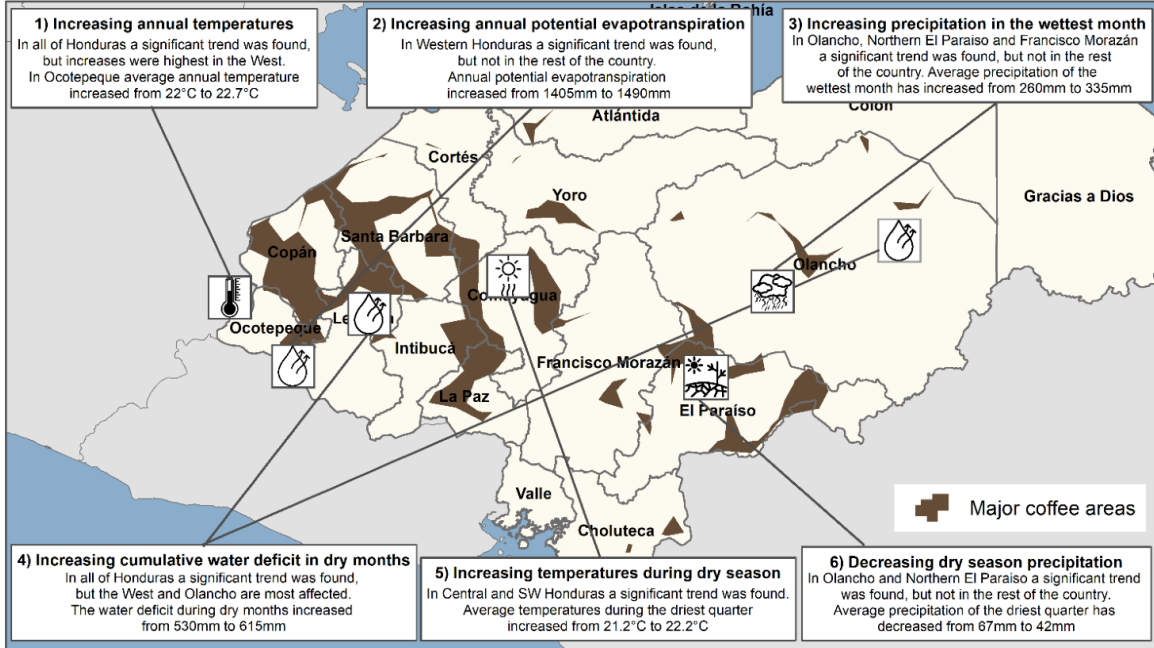 Islas de la Bahía
1) Increasing annual temperatures
In all of Honduras a significant trend was found,
but increases were highest in the West.
In Ocotepeque average annual temperature
increased from 22°C to 22.7°C
2) Increasing annual potential evapotranspiration
In Western Honduras a significant trend was found,
but not in the rest of the country.
Annual potential evapotranspiration
increased from 1405mm to 1490mm
3) Increasing precipitation in the wettest month
In Olancho, Northern El Paraiso and Francisco Morazán
a significant trend was found, but not in the rest
of the country. Average precipitation of the
wettest month has increased from 260mm to 335mm
Atlántida
Colón
Cortés
Yoro
Gracias a Dios
Santa Bárbara
Copán
Olancho
Ocotepeque
Intibucá
Francisco Morazán
La Paz
El Paraíso
Valle
Choluteca
Major coffee areas
4) Increasing cumulative water deficit in dry months
In all of Honduras a significant trend was found,
but the West and Olancho are most affected.
The water deficit during dry months increased
from 530mm to 615mm
5) Increasing temperatures during dry season
In Central and SW Honduras a significant trend was found.
Average temperatures during the driest quarter
increased from 21.2°C to 22.2°C
6) Decreasing dry season precipitation
In Olancho and Northern El Paraiso a significant trend
was found, but not in the rest of the country.
Average precipitation of the driest quarter has
decreased from 67mm to 42mm